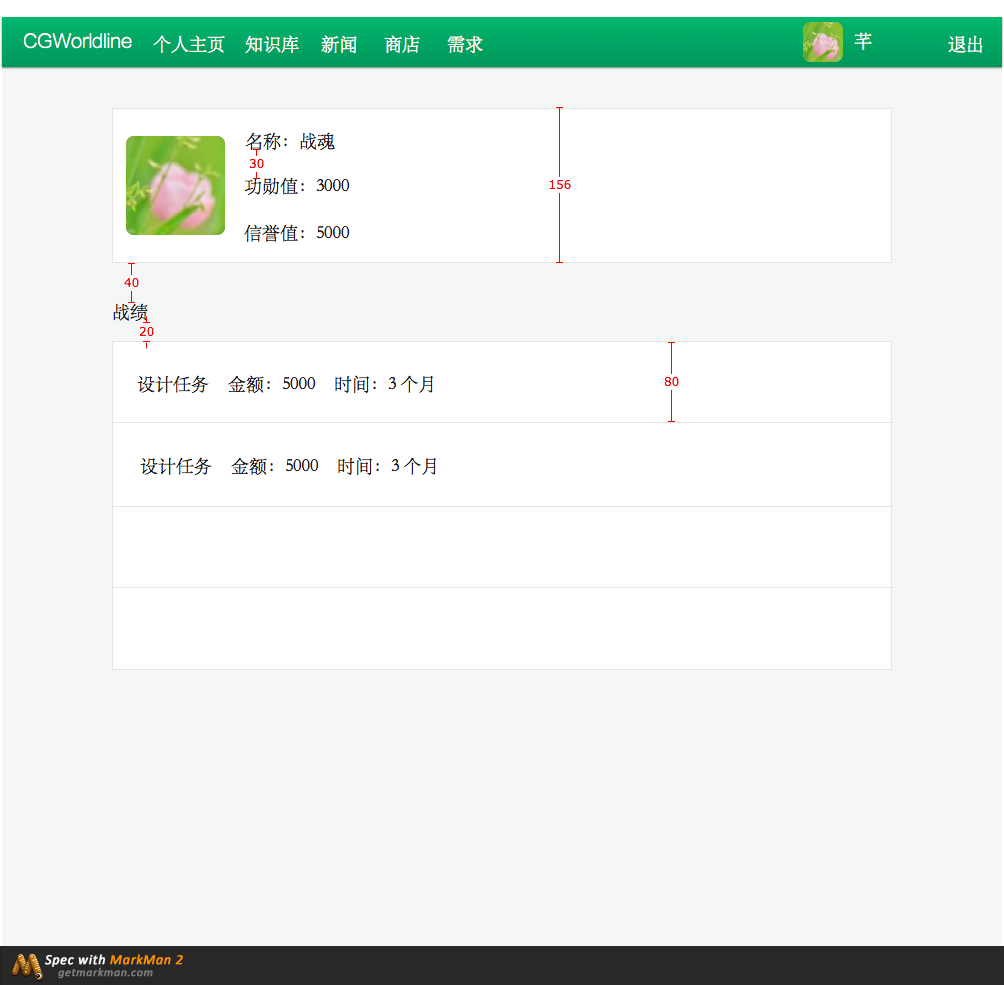 CGWorldline 个人主页 知识库 新闻 商店 需求 芊 退出
名称：战魂
30
功勋值：3000
156
信誉值：5000
40
战绩
20
设计任务 金额：5000 时间：3 个月
80
设计任务 金额：5000 时间：3 个月
Spec with MarkMan 2
getmarkman.com